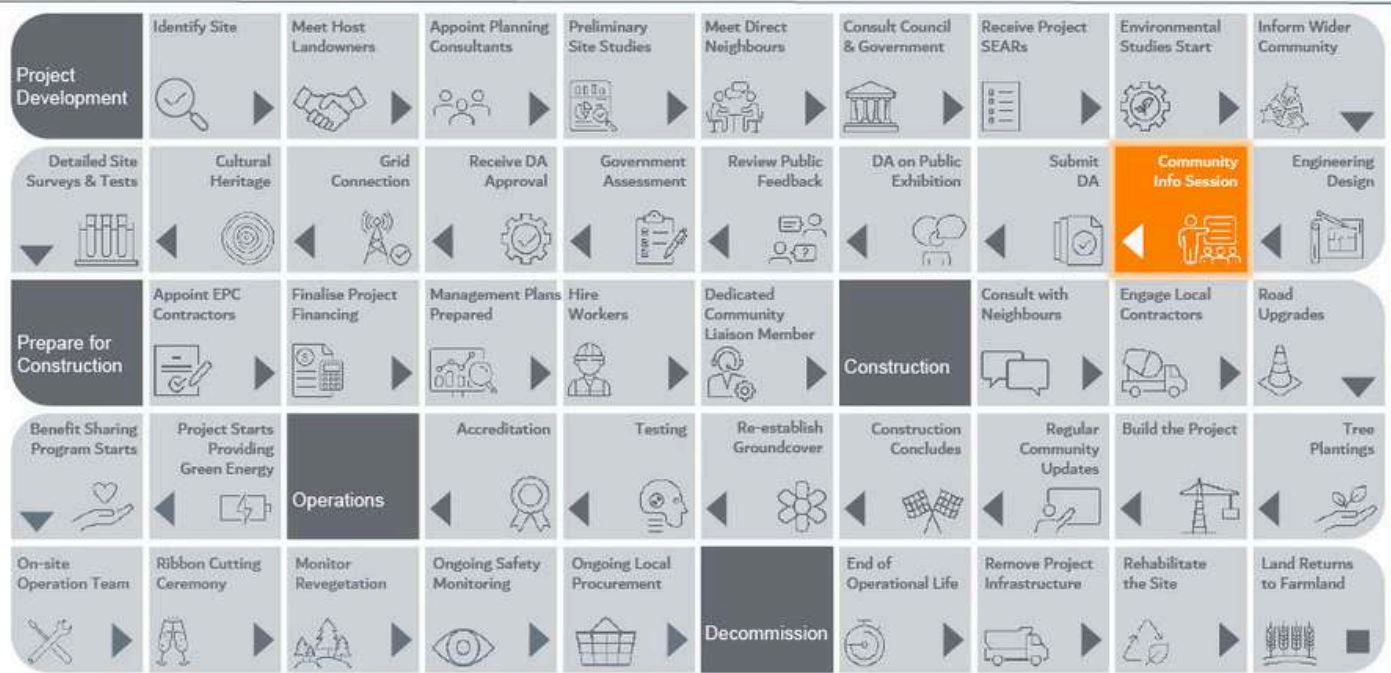 Project
Development
Identify Site
Meet Host
Landowners
Appoint Planning
Consultants
Preliminary
Site Studies
Meet Direct
Neighbours
Consult Council
& Government
Receive Project
SEARs
Environmental
Studies Start
Inform Wider
Community
Detailed Site
Surveys & Tests
Cultural
Heritage
Grid
Connection
Receive DA
Approval
Government
Assessment
Review Public
Feedback
DA on Public
Exhibition
Submit
DA
Community
Info Session
Engineering
Design
Prepare for
Construction
Appoint EPC
Contractors
Finalise Project
Financing
Management Plans
Prepared
Hire
Workers
Dedicated
Community
Liaison Member
Construction
Consult with
Neighbours
Engage Local
Contractors
Road
Upgrades
Benefit Sharing
Program Starts
Project Starts
Providing
Green Energy
Operations
Accreditation
Testing
Re-establish
Groundcover
Construction
Concludes
Regular
Community
Updates
Build the Project
Tree
Plantings
On-site
Operation Team
Ribbon Cutting
Ceremony
Monitor
Revegetation
Ongoing Safety
Monitoring
Ongoing Local
Procurement
Decommission
End of
Operational Life
Remove Project
Infrastructure
Rehabilitate
the Site
Land Returns
to Farmland